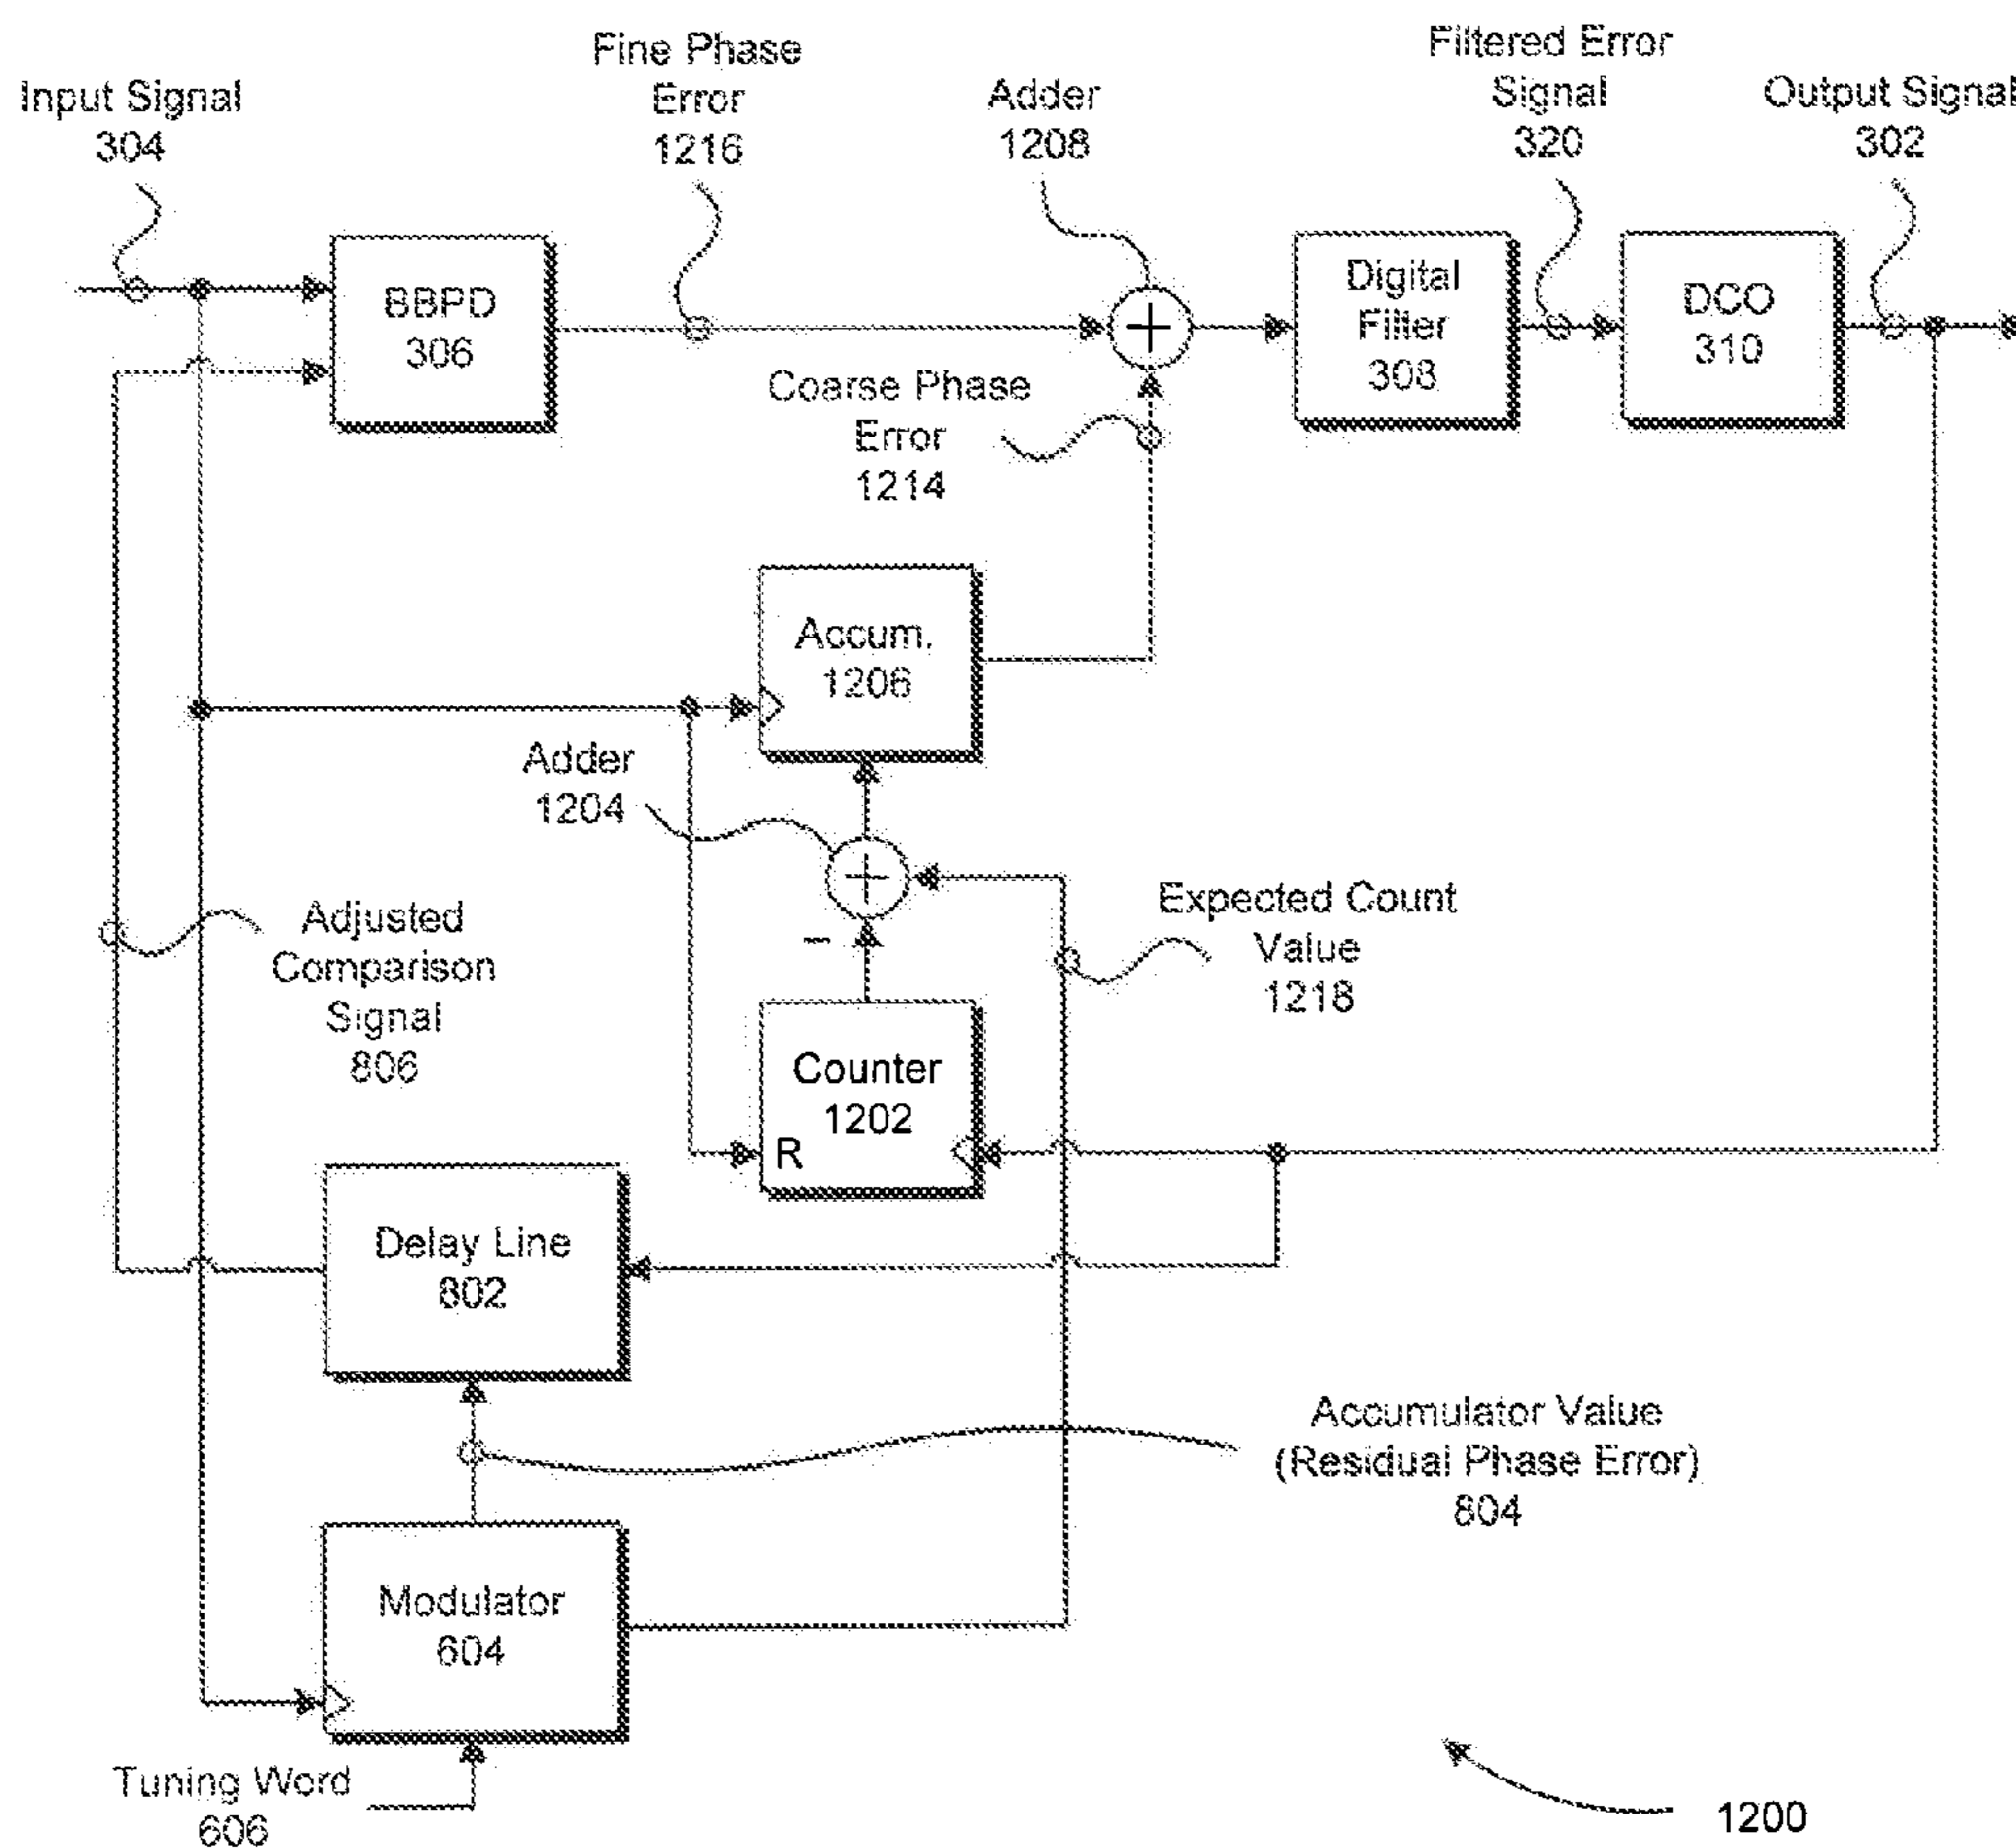 Input Signal
304
Fine Phase
Error
1216
Adder
1208
Filtered Error
Signal
320
Output Signal
302
BBPD
306
Digital
Filter
308
DCO
310
Coarse Phase
Error
1214
Accum.
1206
Adder
1204
–
Adjusted
Comparison
Signal
806
Expected Count
Value
1218
Counter
1202
R
Delay Line
802
Accumulator Value
(Residual Phase Error)
804
Modulator
604
Tuning Word
606
1200